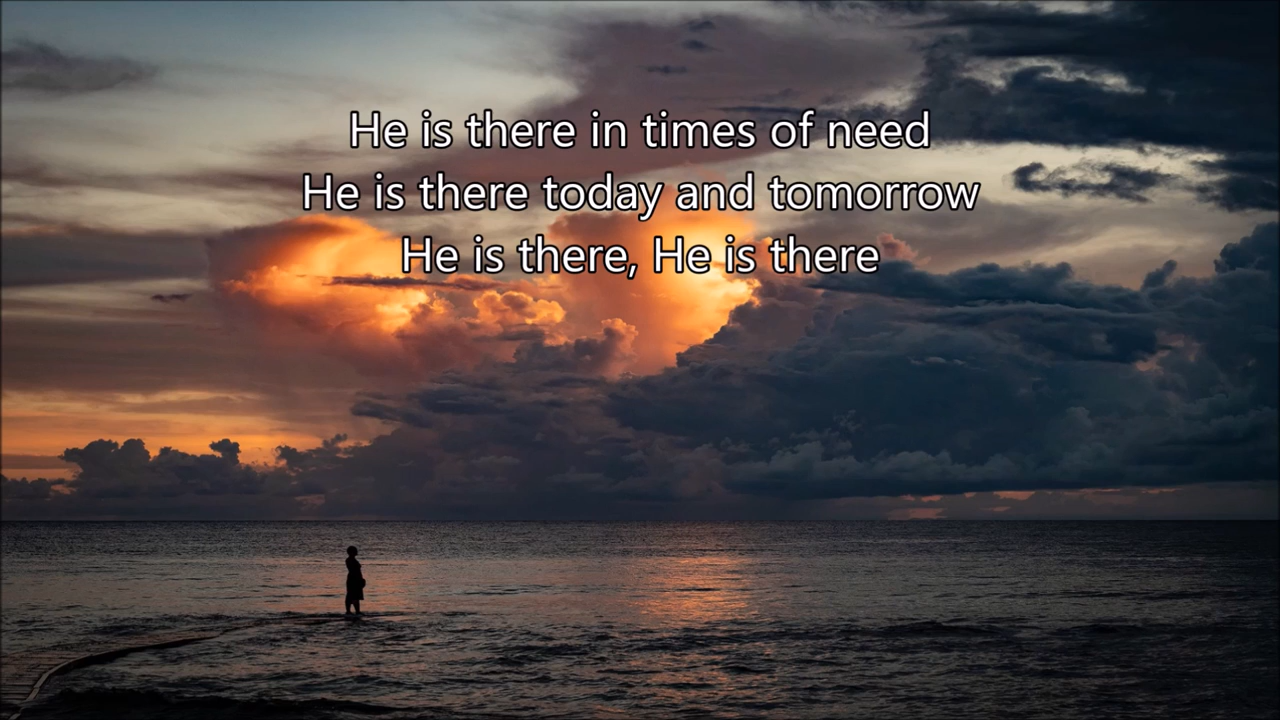 He is there in times of need
He is there today and tomorrow
He is there, He is there